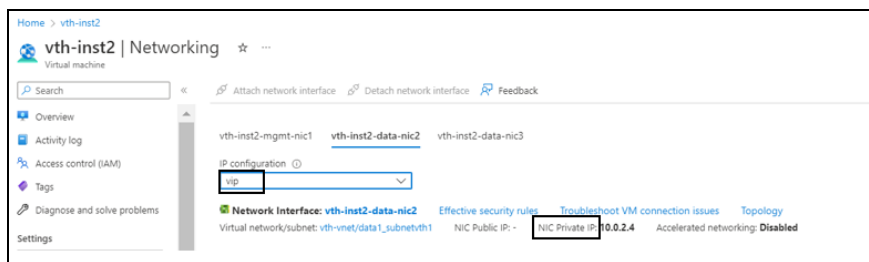 Home > vth-inst2
vth-inst2 | Networking ☆ ...
Virtual machine
Search «
Attach network interface Detach network interface Feedback
Overview
Activity log
Access control (IAM)
Tags
Diagnose and solve problems
Settings
vth-inst2-mgmt-nic1 vth-inst2-data-nic2 vth-inst2-data-nic3
IP configuration
vip
Network Interface: vth-inst2-data-nic2 Effective security rules Troubleshoot VM connection issues Topology
Virtual network/subnet: vth-vnet/data1_subnetvth1 NIC Public IP: - NIC Private IP: 10.0.2.4 Accelerated networking: Disabled